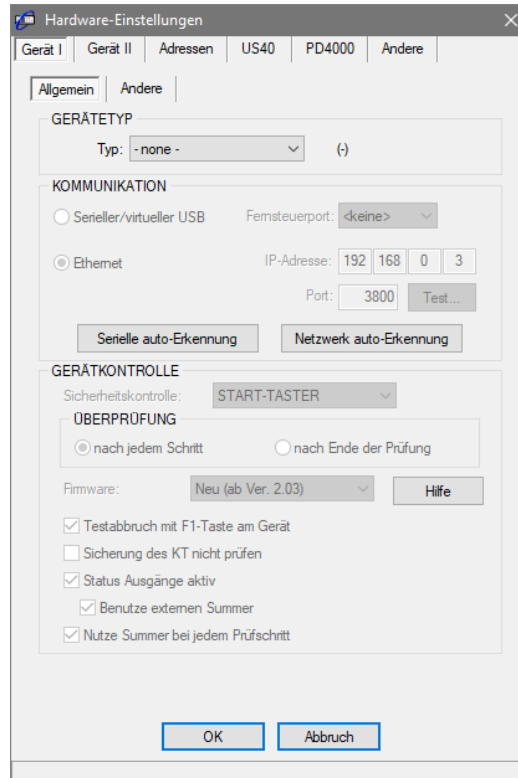 Hardware-Einstellungen
Gerät I Gerät II Adressen US40 PD4000 Andere
Allgemein Andere
GERÄTETYP
Typ: - none - (-)
KOMMUNIKATION
Serieller/virtueller USB Fernsteuerport: <keine>
Ethernet IP-Adresse: 192 168 0 3
Port: 3800 Test...
Serielle auto-Erkennung Netzwerk auto-Erkennung
GERÄTKONTROLLE
Sicherheitskontrolle: START-TASTER
ÜBERPRÜFUNG
nach jedem Schritt nach Ende der Prüfung
Firmware: Neu (ab Ver. 2.03) Hilfe
Testabbruch mit F1-Taste am Gerät
Sicherung des KT nicht prüfen
Status Ausgänge aktiv
Benutze externen Summer
Nutze Summer bei jedem Prüfschritt
OK Abbruch